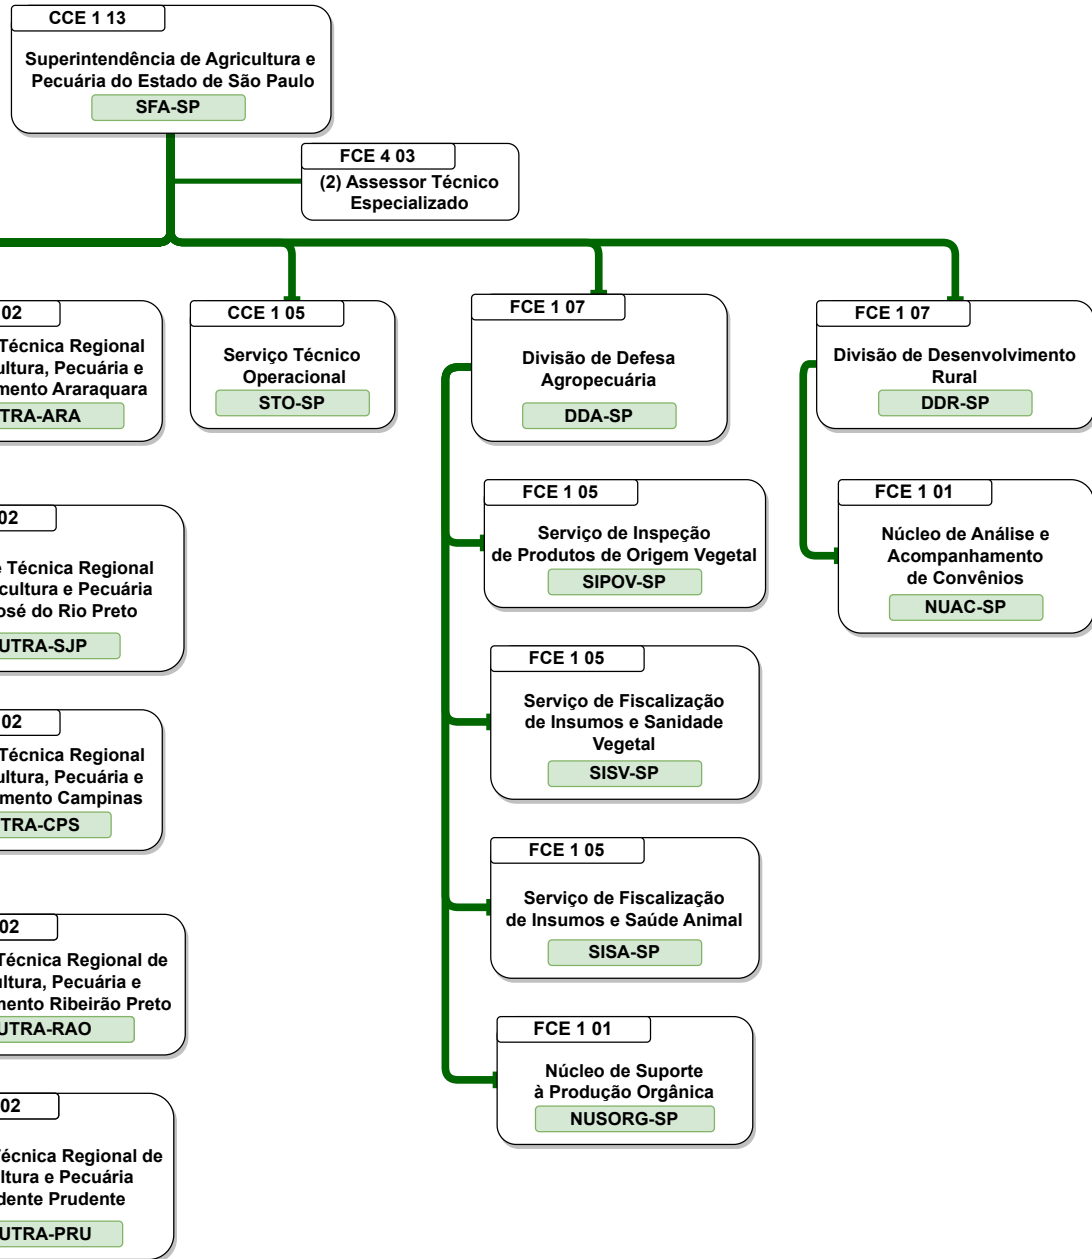 CCE 1 13
Superintendência de Agricultura e
Pecuária do Estado de São Paulo
SFA-SP
FCE 4 03
(2) Assessor Técnico
Especializado
02
Técnica Regional
ultura, Pecuária e
mento Araraquara
TRA-ARA
CCE 1 05
Serviço Técnico
Operacional
STO-SP
FCE 1 07
Divisão de Defesa
Agropecuária
DDA-SP
FCE 1 07
Divisão de Desenvolvimento
Rural
DDR-SP
02
e Técnica Regional
icultura e Pecuária
osé do Rio Preto
UTRA-SJP
FCE 1 05
Serviço de Inspeção
de Produtos de Origem Vegetal
SIPOV-SP
FCE 1 01
Núcleo de Análise e
Acompanhamento
de Convênios
NUAC-SP
02
Técnica Regional
ultura, Pecuária e
mento Campinas
TRA-CPS
FCE 1 05
Serviço de Fiscalização
de Insumos e Sanidade
Vegetal
SISV-SP
02
Técnica Regional de
ultura, Pecuária e
mento Ribeirão Preto
UTRA-RAO
FCE 1 05
Serviço de Fiscalização
de Insumos e Saúde Animal
SISA-SP
02
Técnica Regional de
ultura e Pecuária
dente Prudente
UTRA-PRU
FCE 1 01
Núcleo de Suporte
à Produção Orgânica
NUSORG-SP